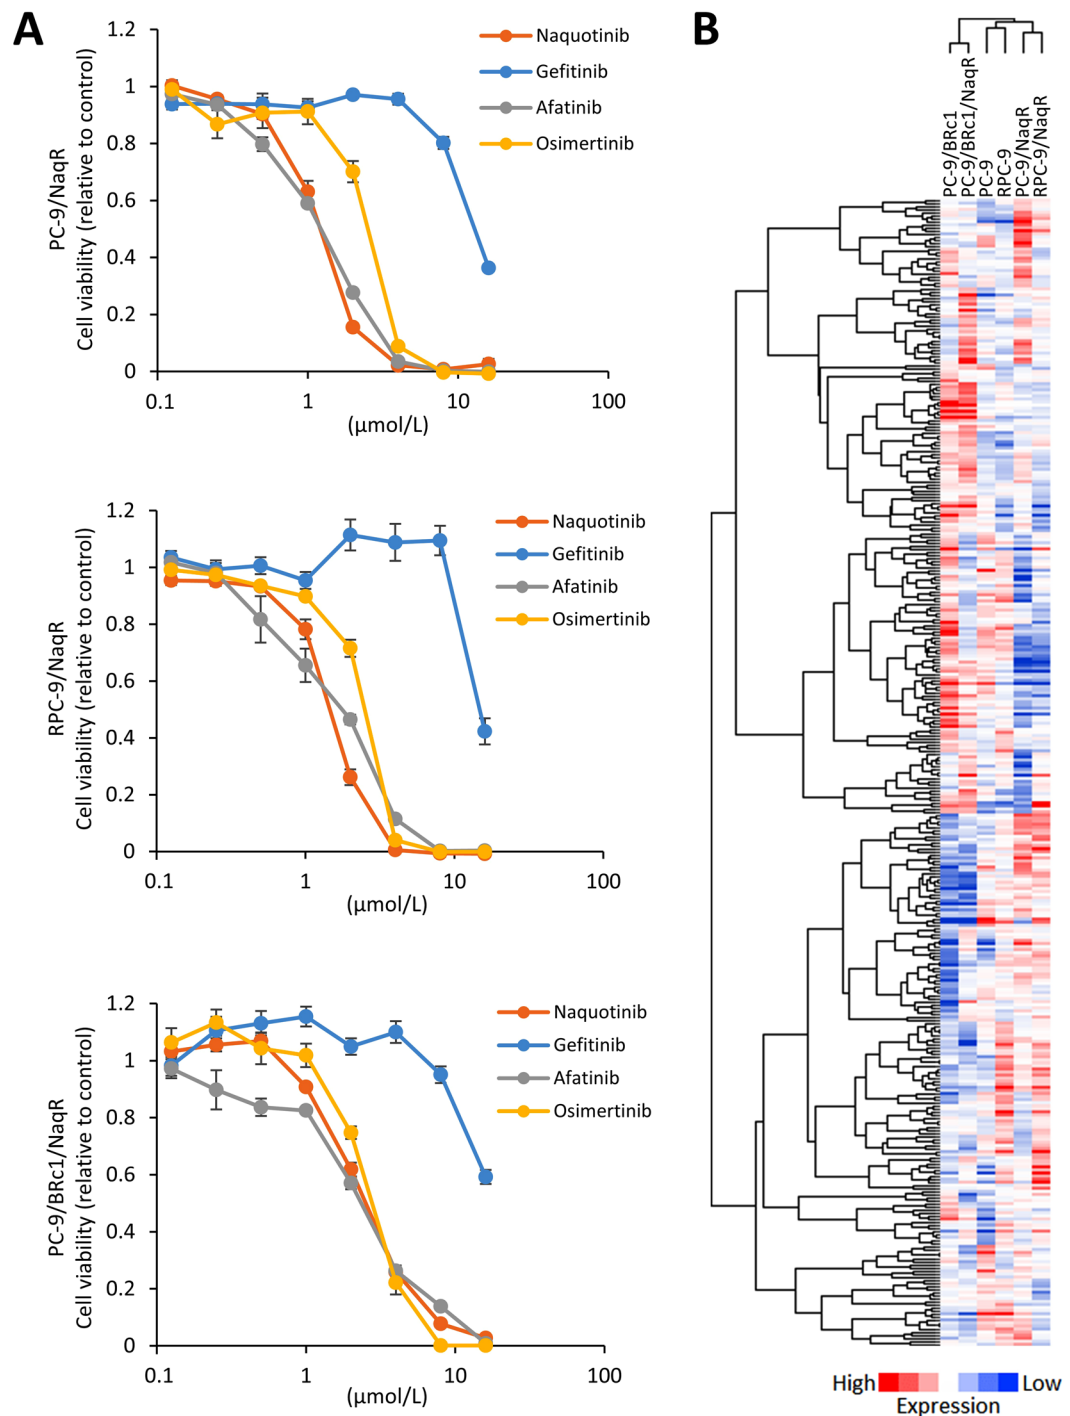 A
PC-9/NaqR
Cell viability (relative to control)
1.2
1
0.8
0.6
0.4
0.2
0
0.1
1
10
100
(μmol/L)
Naquotinib
Gefitinib
Afatinib
Osimertinib
RPC-9/NaqR
Cell viability (relative to control)
1.2
1
0.8
0.6
0.4
0.2
0
0.1
1
10
100
(μmol/L)
Naquotinib
Gefitinib
Afatinib
Osimertinib
PC-9/BRc1/NaqR
Cell viability (relative to control)
1.2
1
0.8
0.6
0.4
0.2
0
0.1
1
10
100
(μmol/L)
Naquotinib
Gefitinib
Afatinib
Osimertinib
B
PC-9/BRc1
PC-9/BRc1/NaqR
PC-9
RPC-9
PC-9/NaqR
RPC-9/NaqR
High
Low
Expression